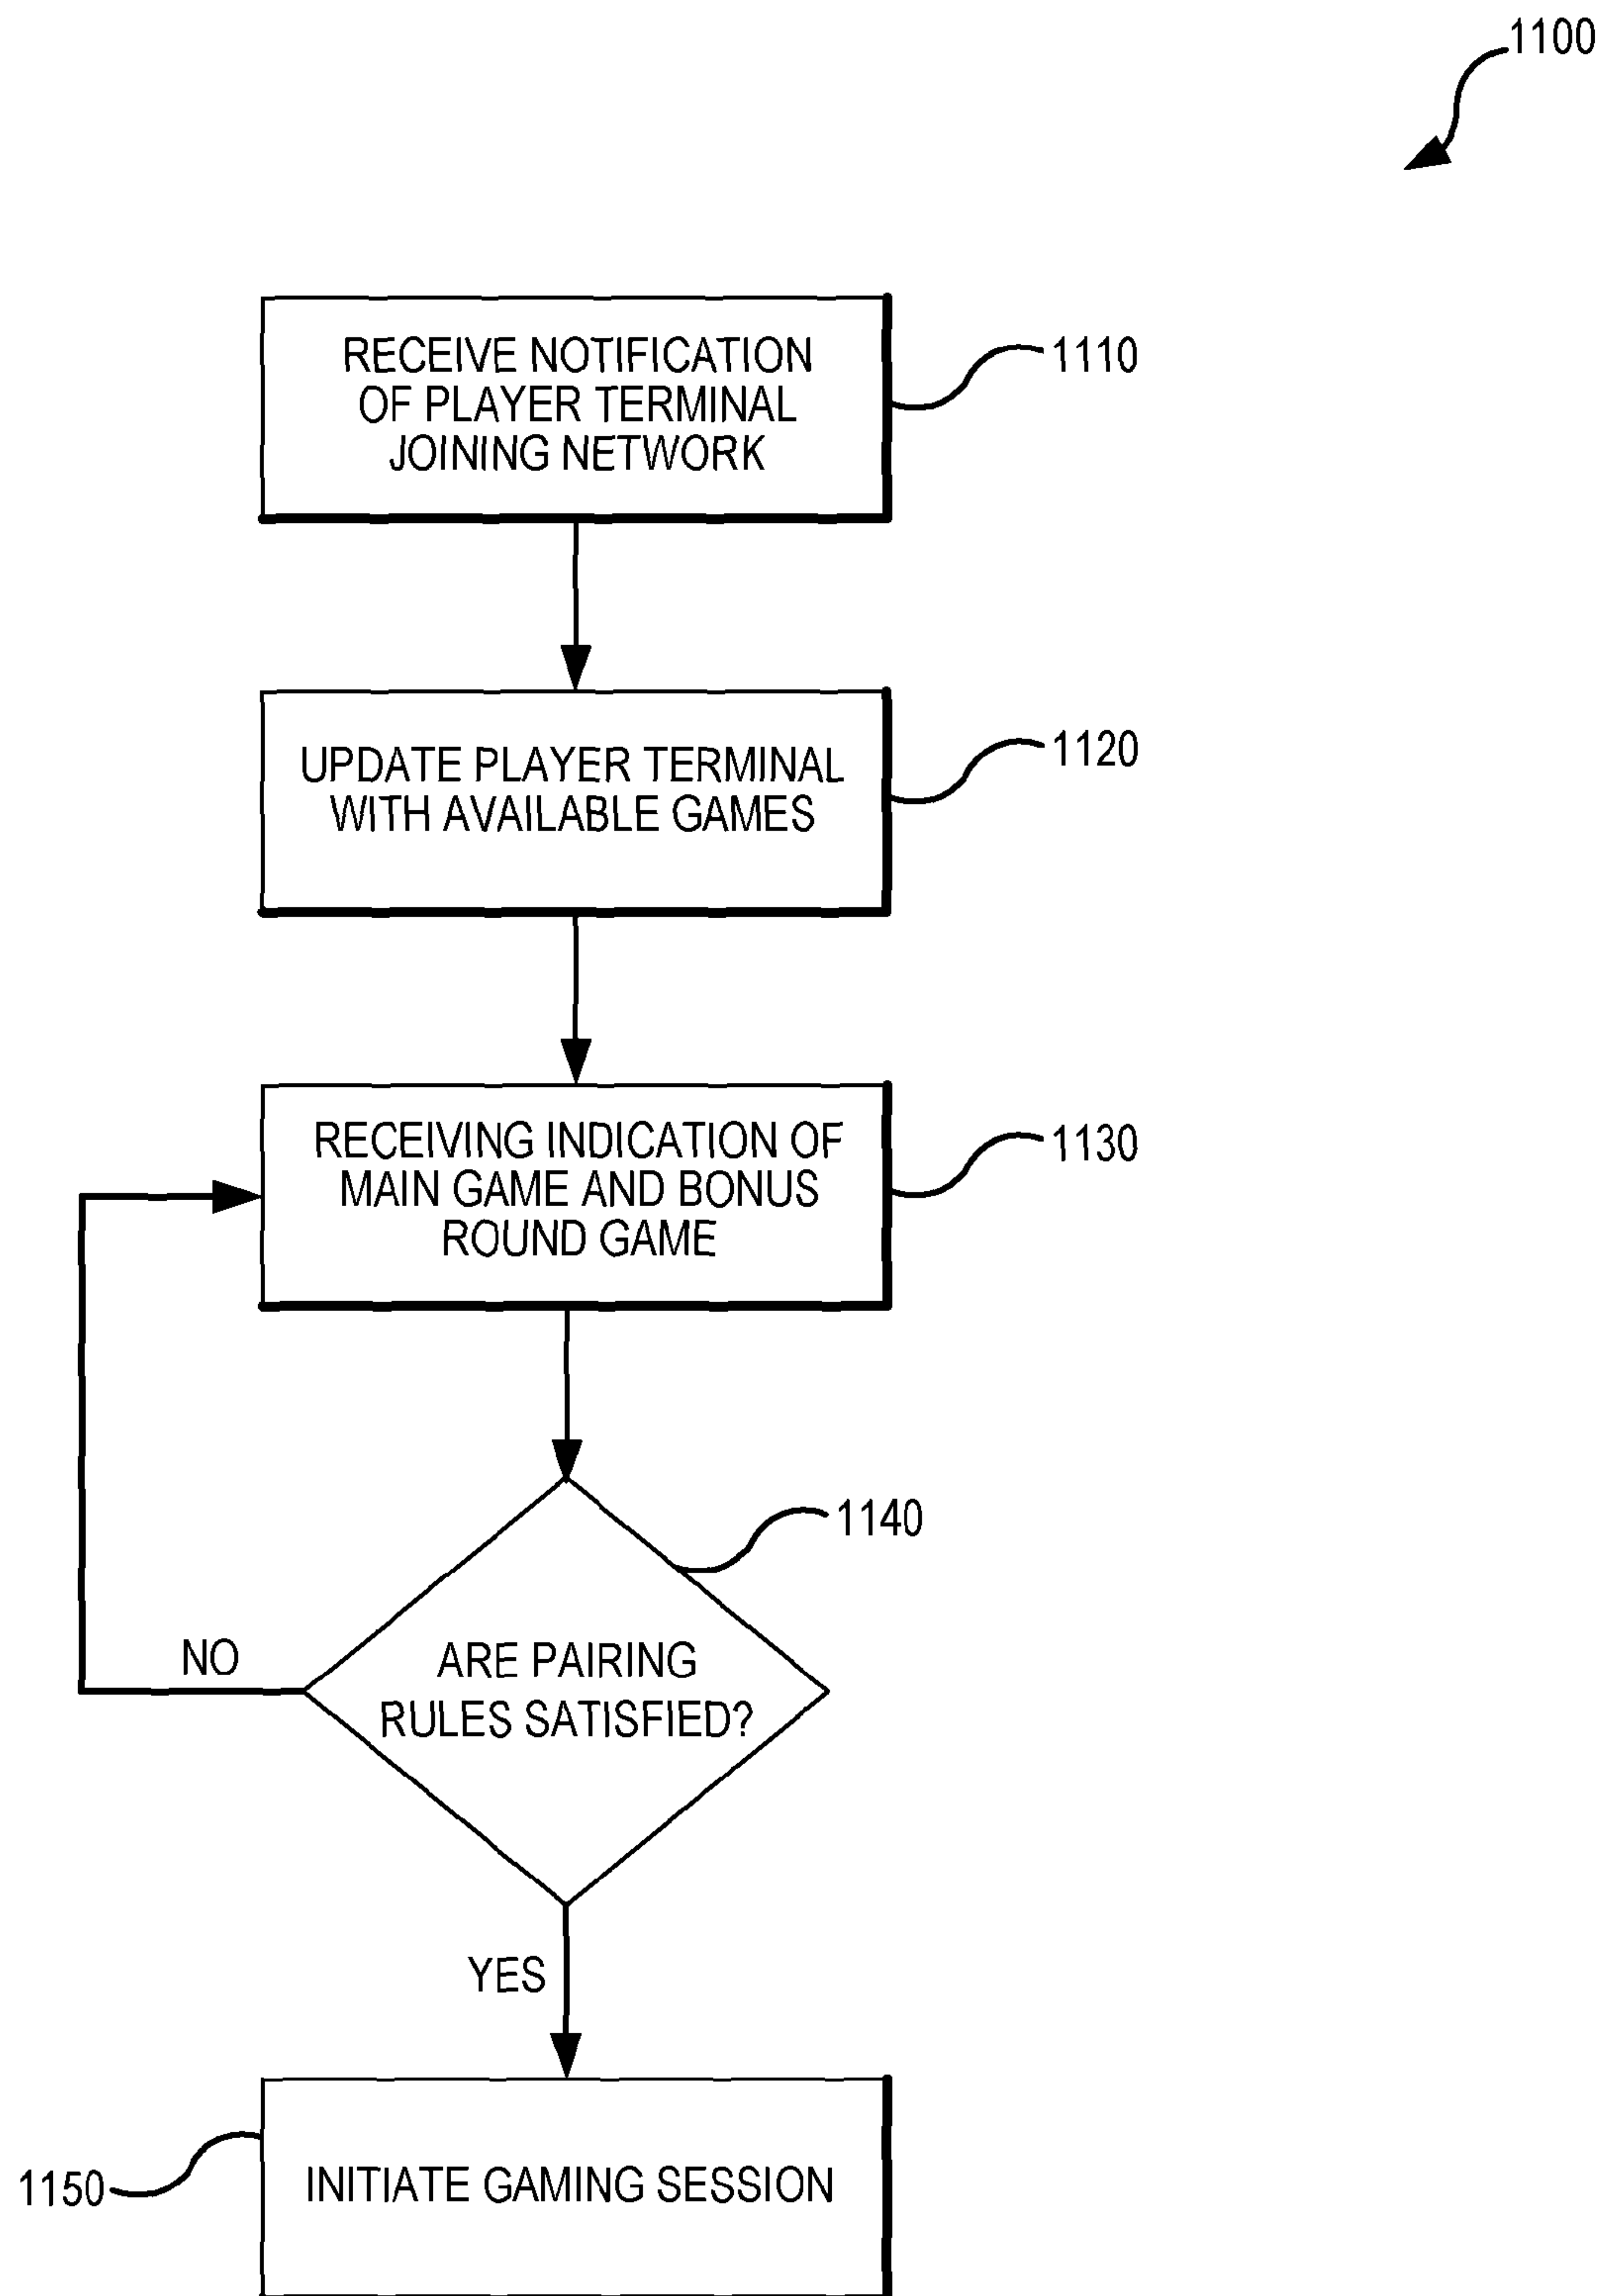 1100
RECEIVE NOTIFICATION
OF PLAYER TERMINAL
JOINING NETWORK
1110
UPDATE PLAYER TERMINAL
WITH AVAILABLE GAMES
1120
RECEIVING INDICATION OF
MAIN GAME AND BONUS
ROUND GAME
1130
1140
NO
ARE PAIRING
RULES SATISFIED?
YES
1150
INITIATE GAMING SESSION